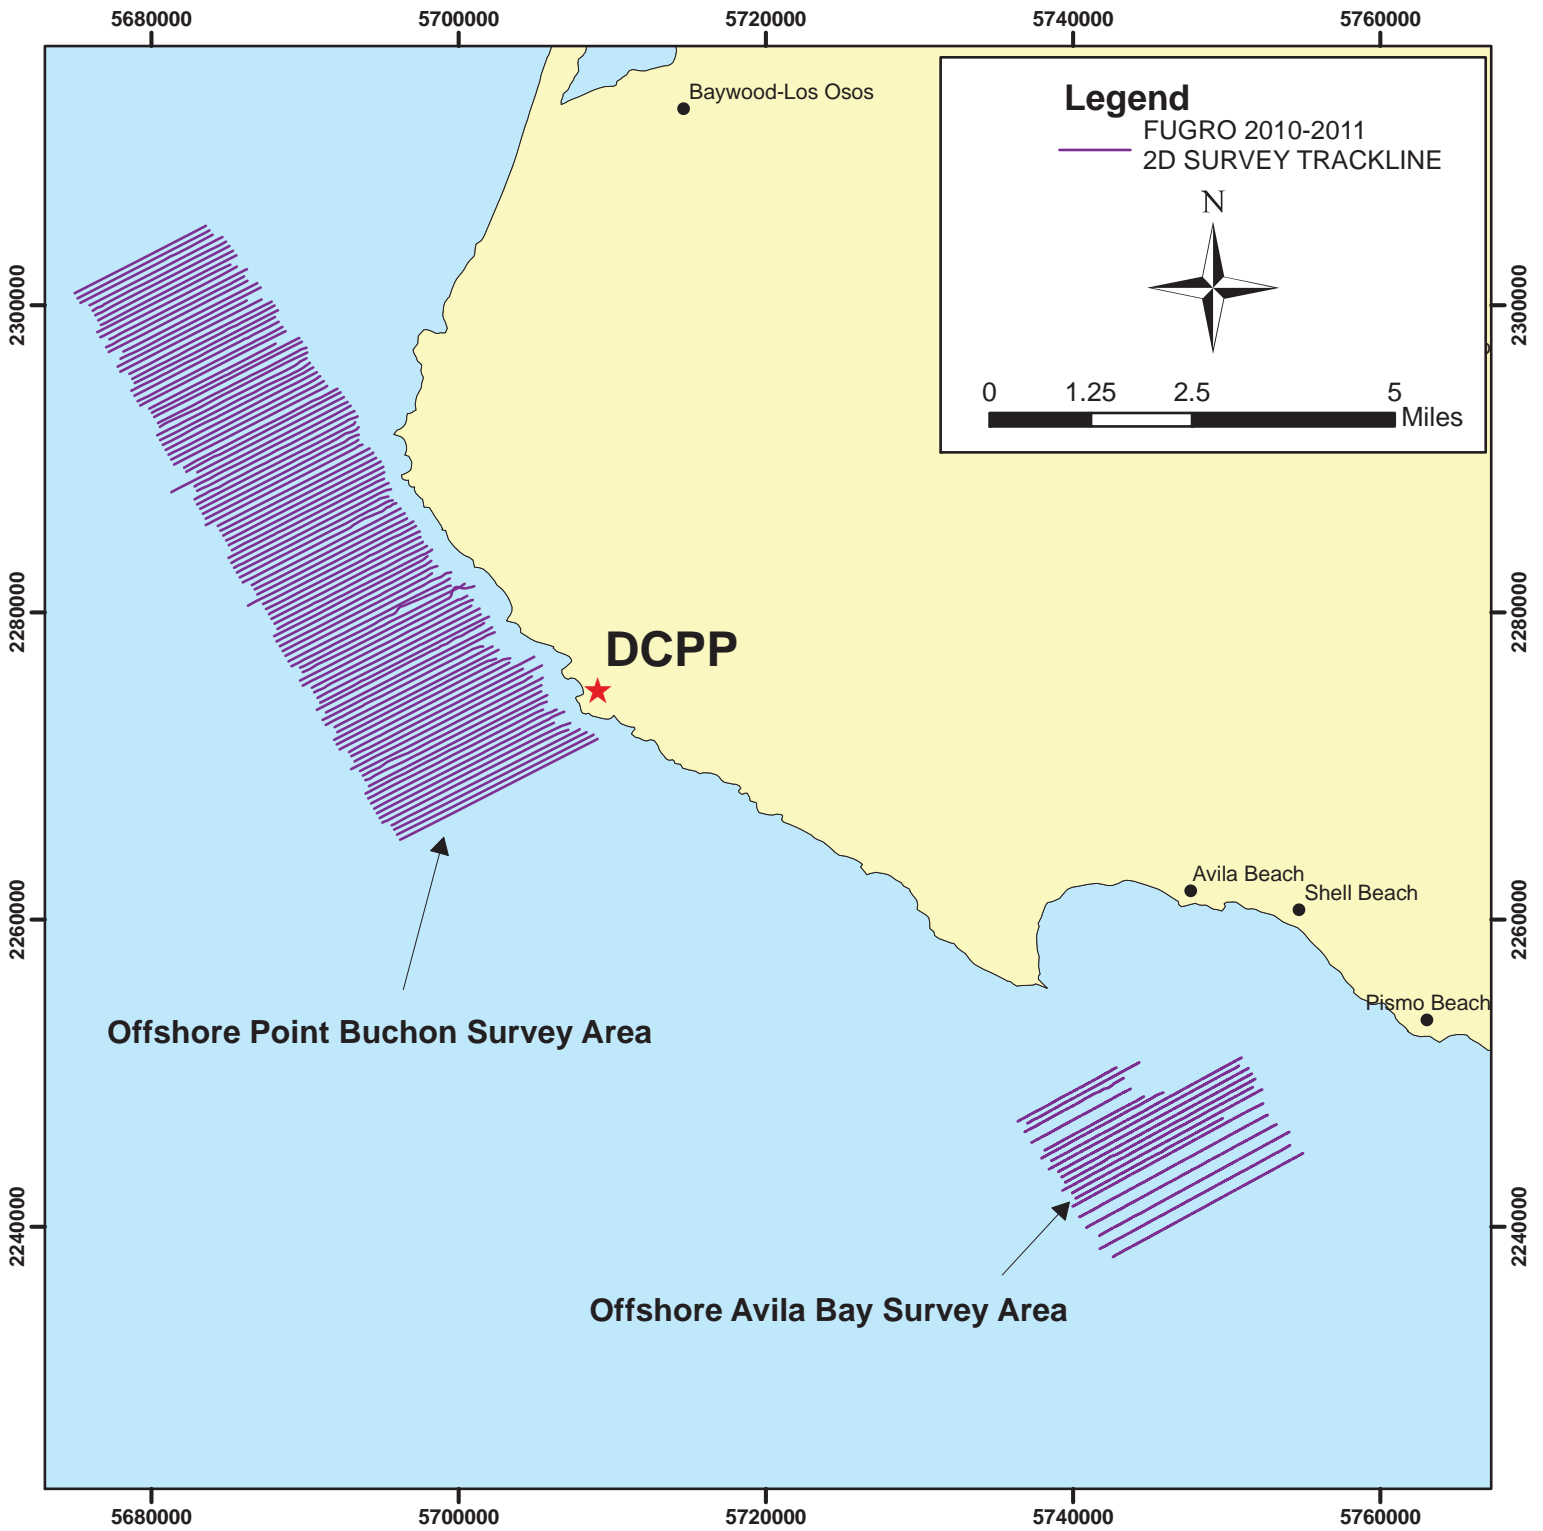 5680000 5700000 5720000 5740000 5760000
Baywood-Los Osos
Legend
FUGRO 2010-2011
2D SURVEY TRACKLINE
N
0 1.25 2.5 5
Miles
2300000 2300000
2280000 2280000
DCPP
Avila Beach
Shell Beach
2260000 2260000
Pismo Beach
Offshore Point Buchon Survey Area
2240000 2240000
Offshore Avila Bay Survey Area
5680000 5700000 5720000 5740000 5760000